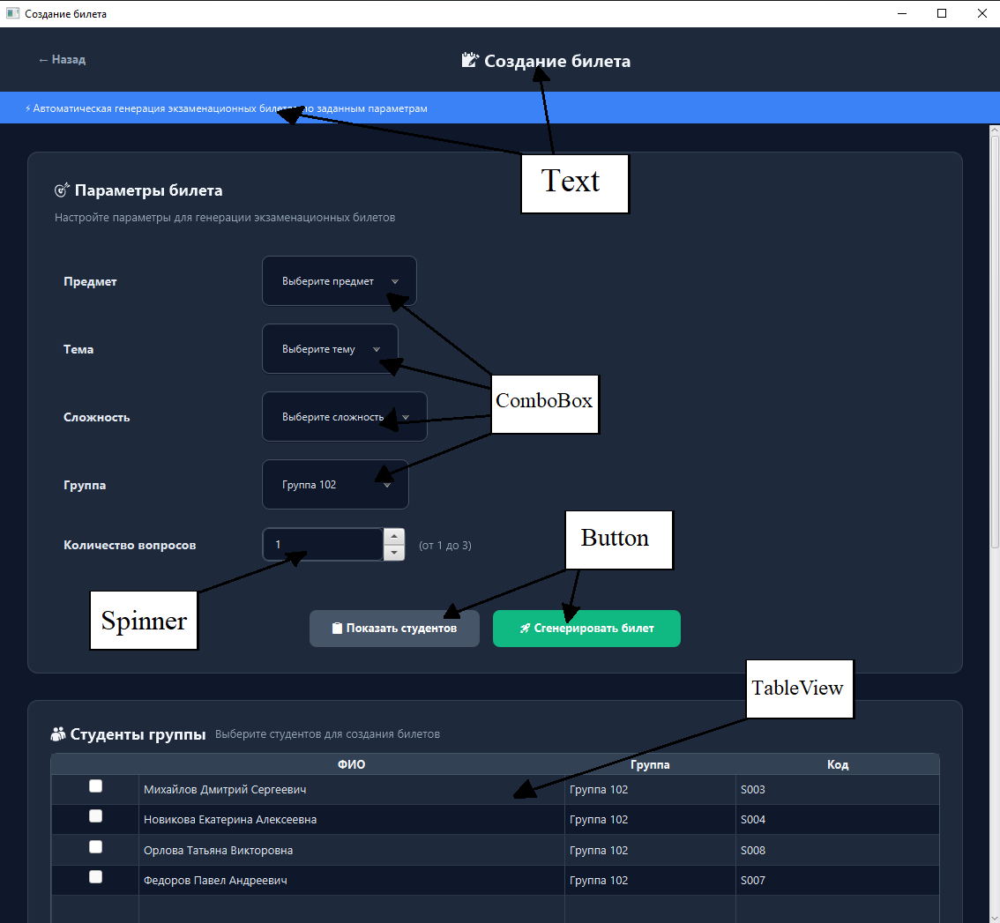 Создание билета
← Назад
Создание билета
Автоматическая генерация экзаменационных билетов по заданным параметрам
Text
Параметры билета
Настройте параметры для генерации экзаменационных билетов
Предмет
Выберите предмет
Тема
Выберите тему
ComboBox
Сложность
Выберите сложность
Группа
Группа 102
Количество вопросов
1
(от 1 до 3)
Button
Spinner
Показать студентов
Сгенерировать билет
TableView
Студенты группы Выберите студентов для создания билетов
ФИО Группа Код
Михайлов Дмитрий Сергеевич Группа 102 S003
Новикова Екатерина Алексеевна Группа 102 S004
Орлова Татьяна Викторовна Группа 102 S008
Федоров Павел Андреевич Группа 102 S007